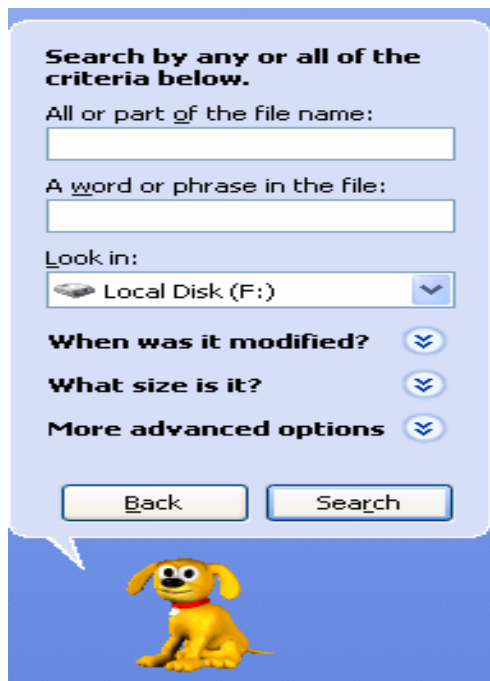 Search by any or all of the
criteria below.
All or part of the file name:
A word or phrase in the file:
Look in:
Local Disk (F:)
When was it modified?
What size is it?
More advanced options
Back
Search